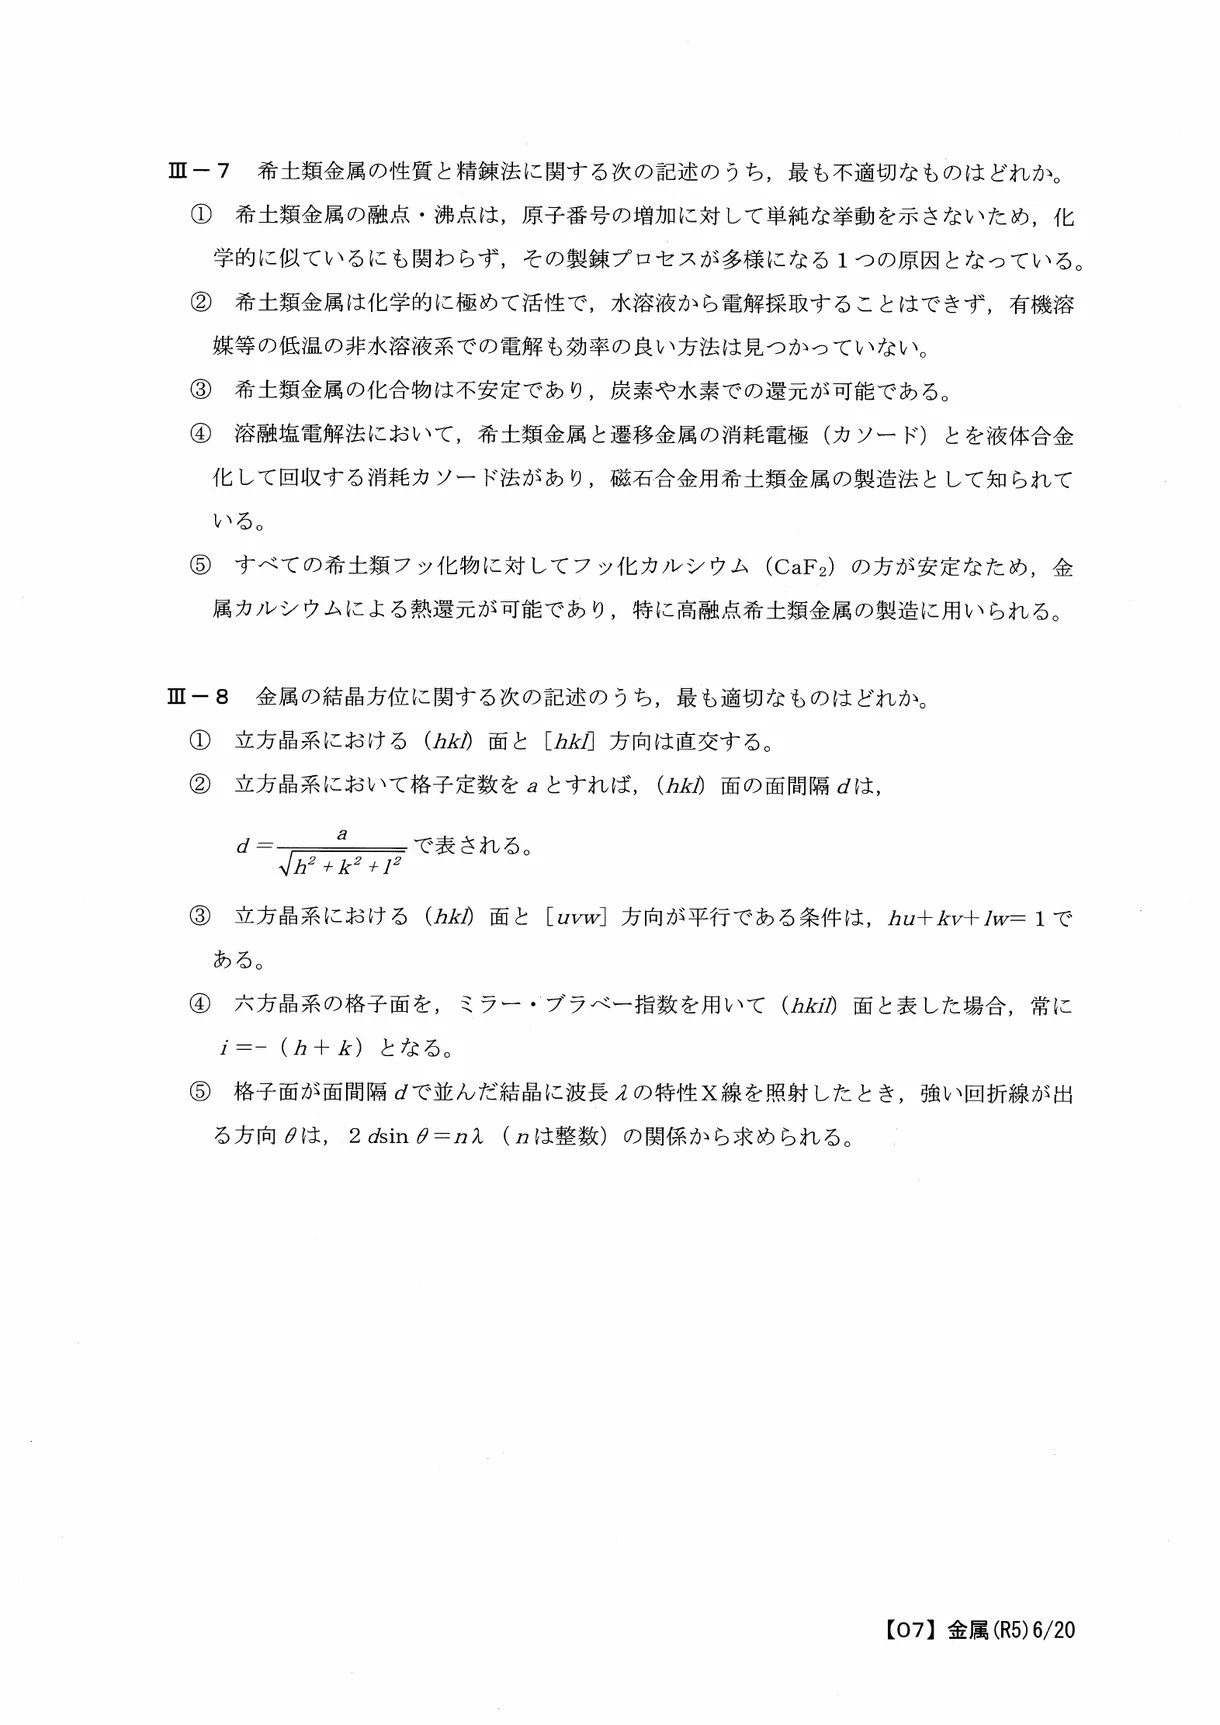 Ⅲ－7　希土類金属の性質と精錬法に関する次の記述のうち，最も不適切なものはどれか。
①　希土類金属の融点・沸点は，原子番号の増加に対して単純な挙動を示さないため，化
学的に似ているにも関わらず，その製錬プロセスが多様になる1つの原因となっている。
②　希土類金属は化学的に極めて活性で，水溶液から電解採取することはできず，有機溶
媒等の低温の非水溶液系での電解も効率の良い方法は見つかっていない。
③　希土類金属の化合物は不安定であり，炭素や水素での還元が可能である。
④　溶融塩電解法において，希土類金属と遷移金属の消耗電極（カソード）とを液体合金
化して回収する消耗カソード法があり，磁石合金用希土類金属の製造法として知られて
いる。
⑤　すべての希土類フッ化物に対してフッ化カルシウム（CaF₂）の方が安定なため，金
属カルシウムによる熱還元が可能であり，特に高融点希土類金属の製造に用いられる。
Ⅲ－8　金属の結晶方位に関する次の記述のうち，最も適切なものはどれか。
①　立方晶系における（hkl）面と［hkl］方向は直交する。
②　立方晶系において格子定数をaとすれば，（hkl）面の面間隔dは，
d＝a/√(h²+k²+l²)で表される。
③　立方晶系における（hkl）面と［uvw］方向が平行である条件は，hu＋kv＋lw＝1で
ある。
④　六方晶系の格子面を，ミラー・ブラベー指数を用いて（hkil）面と表した場合，常に
i＝−（h＋k）となる。
⑤　格子面が面間隔dで並んだ結晶に波長λの特性X線を照射したとき，強い回折線が出
る方向θは，2dsinθ＝nλ（nは整数）の関係から求められる。
【07】金属(R5)6/20